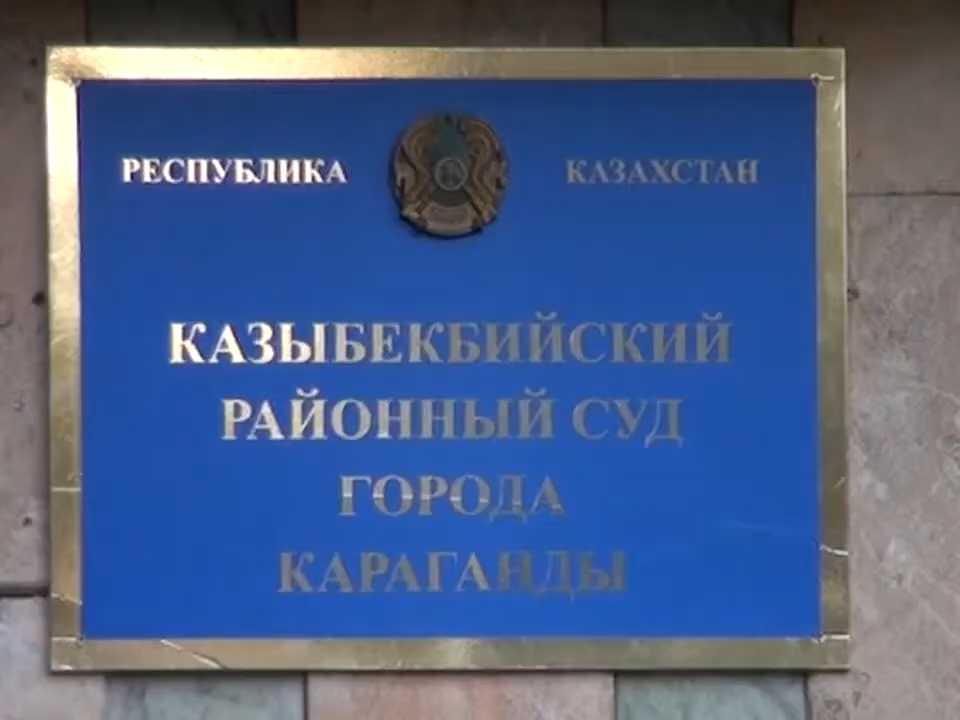 РЕСПУБЛИКА КАЗАХСТАН
КАЗЫБЕКБИЙСКИЙ
РАЙОННЫЙ СУД
ГОРОДА
КАРАГАНДЫ